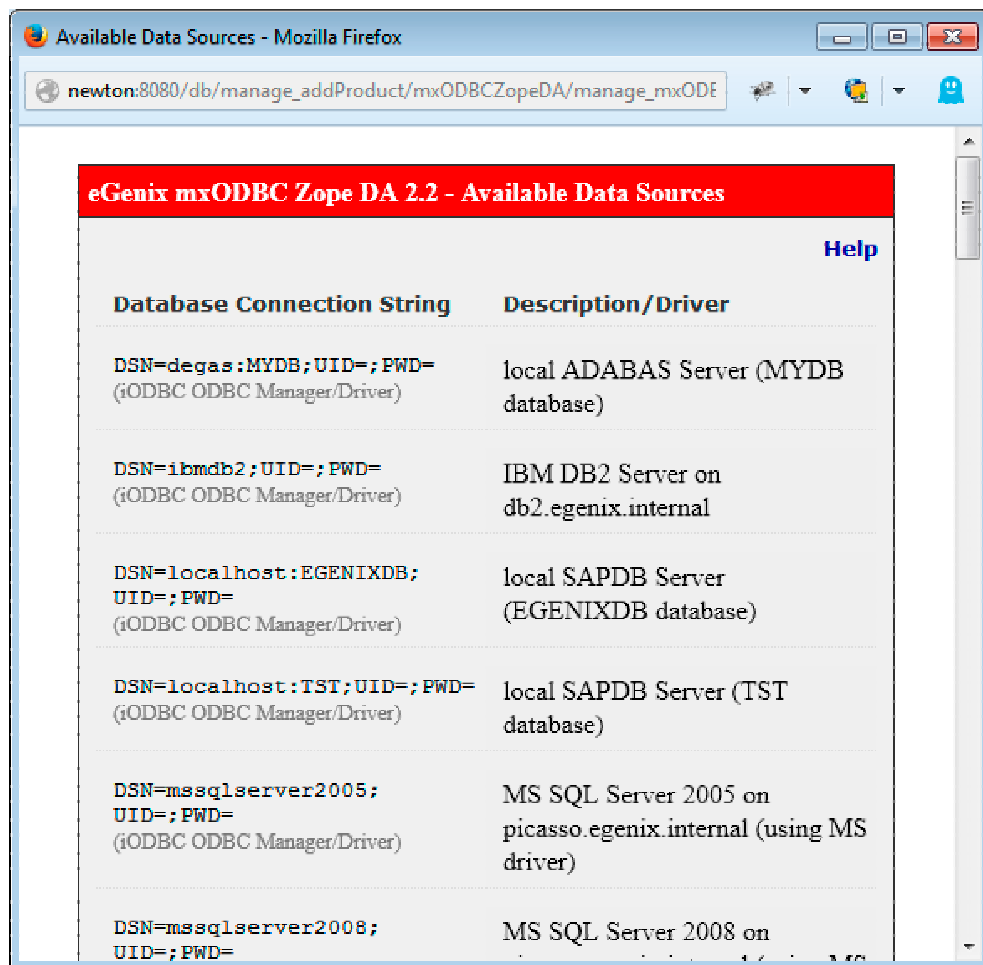 Available Data Sources - Mozilla Firefox
newton:8080/db/manage_addProduct/mxODBCZopeDA/manage_mxODB
eGenix mxODBC Zope DA 2.2 - Available Data Sources
Help
Database Connection String Description/Driver
DSN=degas:MYDB;UID=;PWD=
(iODBC ODBC Manager/Driver)
local ADABAS Server (MYDB
database)
DSN=ibmdb2;UID=;PWD=
(iODBC ODBC Manager/Driver)
IBM DB2 Server on
db2.egenix.internal
DSN=localhost:EGENIXDB;
UID=;PWD=
(iODBC ODBC Manager/Driver)
local SAPDB Server
(EGENIXDB database)
DSN=localhost:TST;UID=;PWD=
(iODBC ODBC Manager/Driver)
local SAPDB Server (TST
database)
DSN=mssqlserver2005;
UID=;PWD=
(iODBC ODBC Manager/Driver)
MS SQL Server 2005 on
picasso.egenix.internal (using MS
driver)
DSN=mssqlserver2008;
UID=;PWD=
MS SQL Server 2008 on